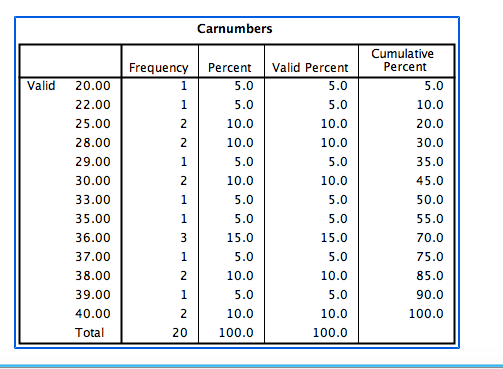 Carnumbers
Frequency Percent Valid Percent Cumulative Percent
Valid 20.00 1 5.0 5.0 5.0
22.00 1 5.0 5.0 10.0
25.00 2 10.0 10.0 20.0
28.00 2 10.0 10.0 30.0
29.00 1 5.0 5.0 35.0
30.00 2 10.0 10.0 45.0
33.00 1 5.0 5.0 50.0
35.00 1 5.0 5.0 55.0
36.00 3 15.0 15.0 70.0
37.00 1 5.0 5.0 75.0
38.00 2 10.0 10.0 85.0
39.00 1 5.0 5.0 90.0
40.00 2 10.0 10.0 100.0
Total 20 100.0 100.0